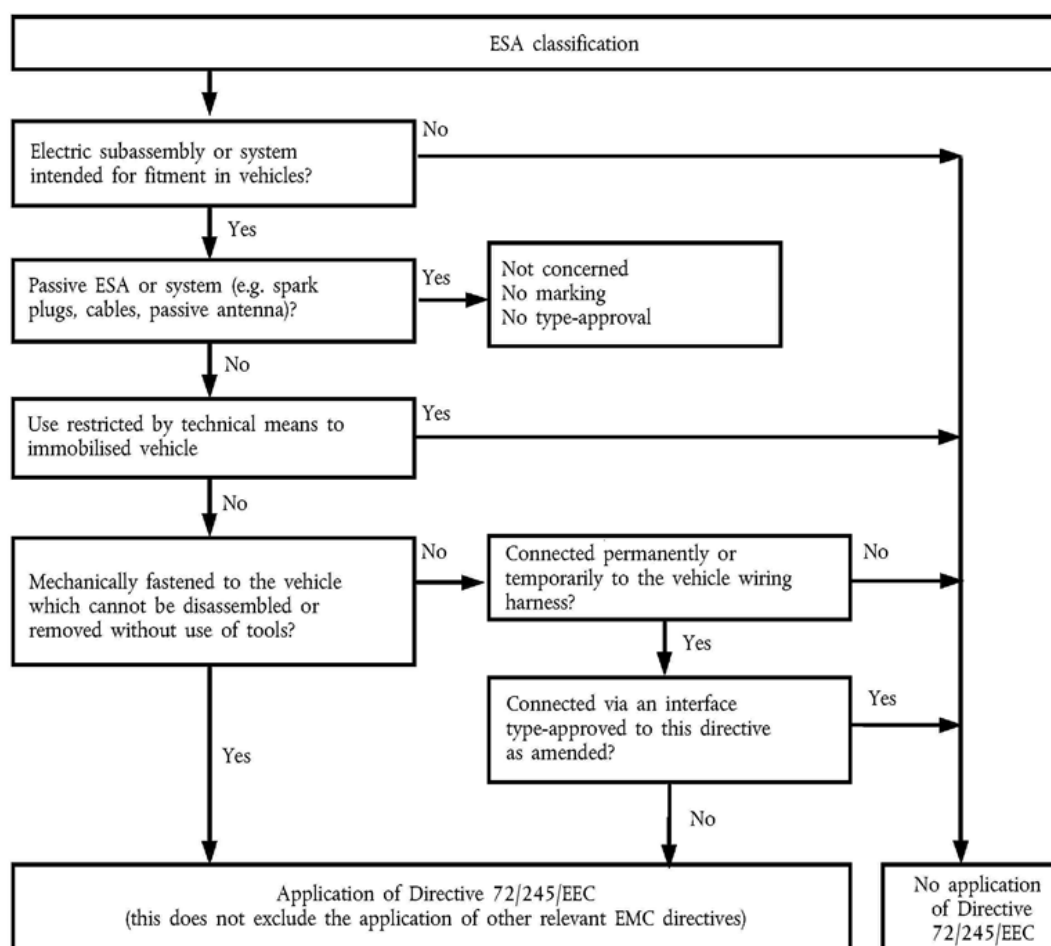 ESA classification
No
Electric subassembly or system
intended for fitment in vehicles?
Yes
Passive ESA or system (e.g. spark
plugs, cables, passive antenna)?
Yes
Not concerned
No marking
No type-approval
No
Use restricted by technical means to
immobilised vehicle
Yes
No
Mechanically fastened to the vehicle
which cannot be disassembled or
removed without use of tools?
No
Connected permanently or
temporarily to the vehicle wiring
harness?
No
Yes
Connected via an interface
type-approved to this directive
as amended?
Yes
Yes
No
Application of Directive 72/245/EEC
(this does not exclude the application of other relevant EMC directives)
No application
of Directive
72/245/EEC